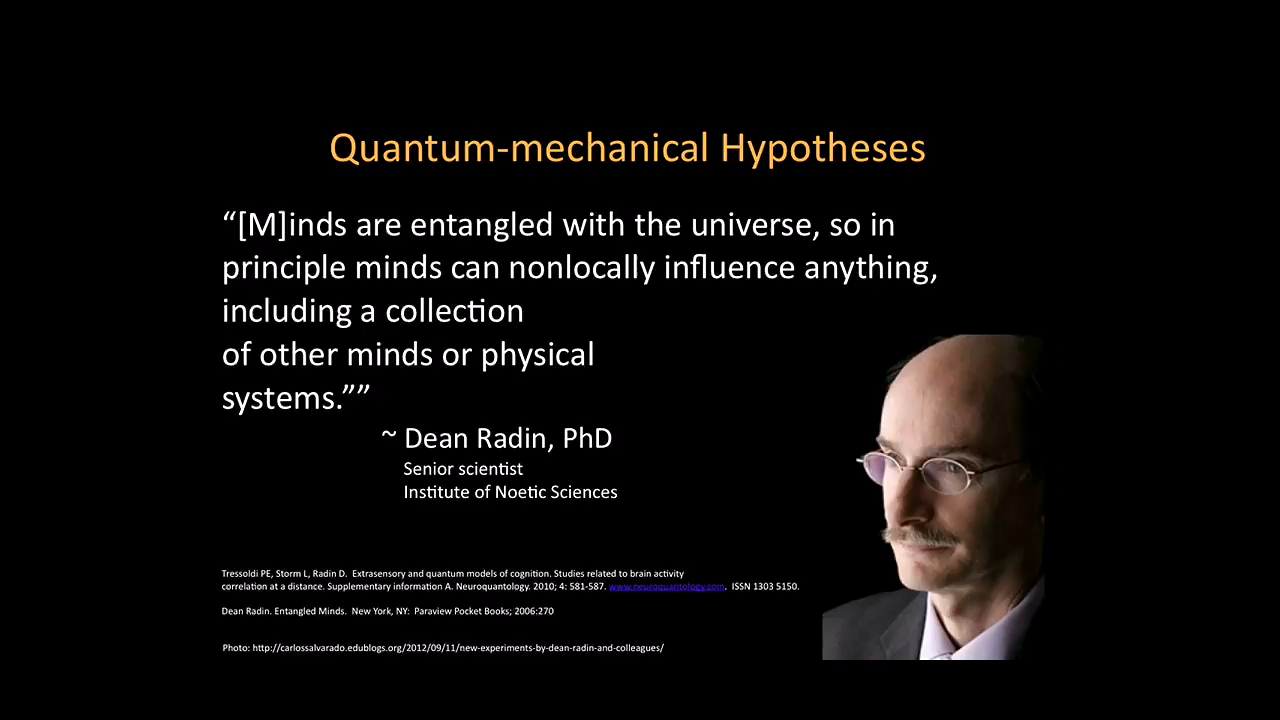 Quantum-mechanical Hypotheses
“[M]inds are entangled with the universe, so in
principle minds can nonlocally influence anything,
including a collection
of other minds or physical
systems.””
~ Dean Radin, PhD
Senior scientist
Institute of Noetic Sciences
Tressoldi PE, Storm L, Radin D.  Extrasensory and quantum models of cognition. Studies related to brain activity
correlation at a distance. Supplementary information A. Neuroquantology. 2010; 4: 581-587. www.neuroquantology.com.  ISSN 1303 5150.
Dean Radin. Entangled Minds.  New York, NY:  Paraview Pocket Books; 2006:270
Photo: http://carlossalvarado.edublogs.org/2012/09/11/new-experiments-by-dean-radin-and-colleagues/